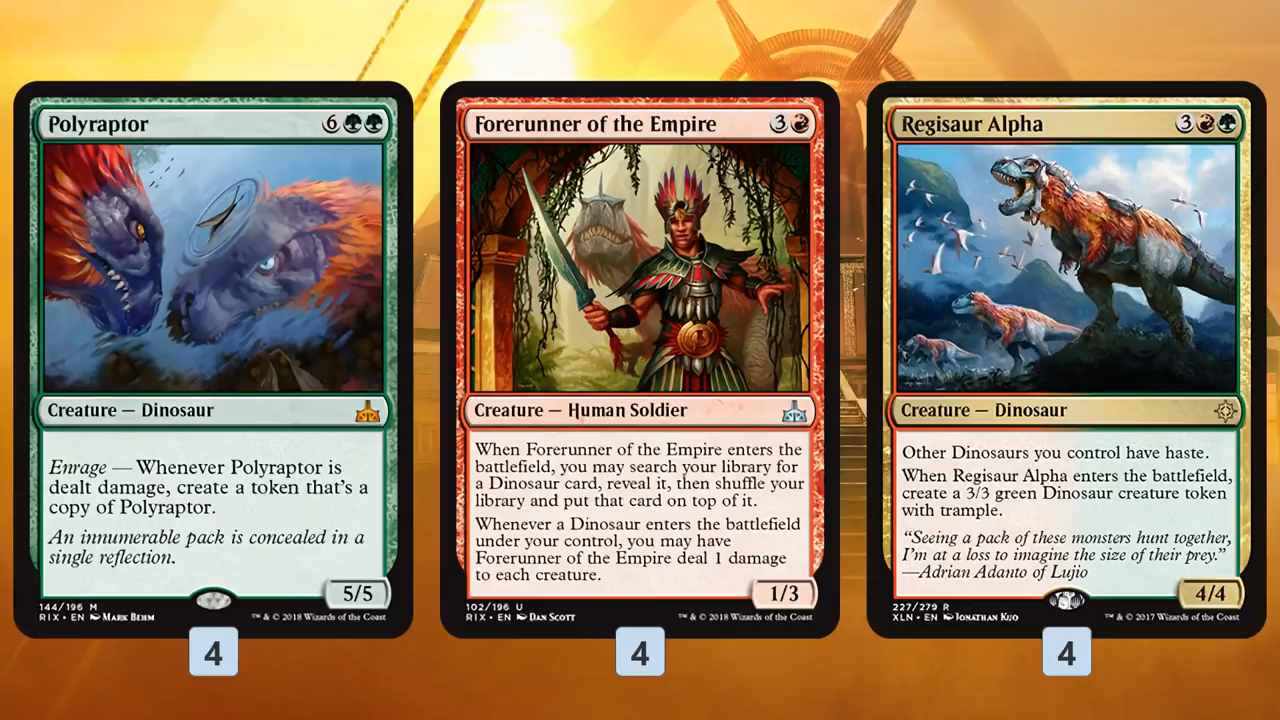 Polyraptor 6
Creature — Dinosaur
Enrage — Whenever Polyraptor is
dealt damage, create a token that's a
copy of Polyraptor.
An innumerable pack is concealed in a
single reflection.
5/5
144/196 M
RIX • EN MARK BEHM
™ & © 2018 Wizards of the Coast
4
Forerunner of the Empire 3
Creature — Human Soldier
When Forerunner of the Empire enters the
battlefield, you may search your library for
a Dinosaur card, reveal it, then shuffle your
library and put that card on top of it.
Whenever a Dinosaur enters the battlefield
under your control, you may have
Forerunner of the Empire deal 1 damage
to each creature.
1/3
102/196 U
RIX • EN DAN SCOTT
™ & © 2018 Wizards of the Coast
4
Regisaur Alpha 3
Creature — Dinosaur
Other Dinosaurs you control have haste.
When Regisaur Alpha enters the battlefield,
create a 3/3 green Dinosaur creature token
with trample.
“Seeing a pack of these monsters hunt together,
I'm at a loss to imagine the size of their prey.”
—Adrian Adanto of Lujio
4/4
227/279 R
XLN • EN JONATHAN KUO
™ & © 2017 Wizards of the Coast
4